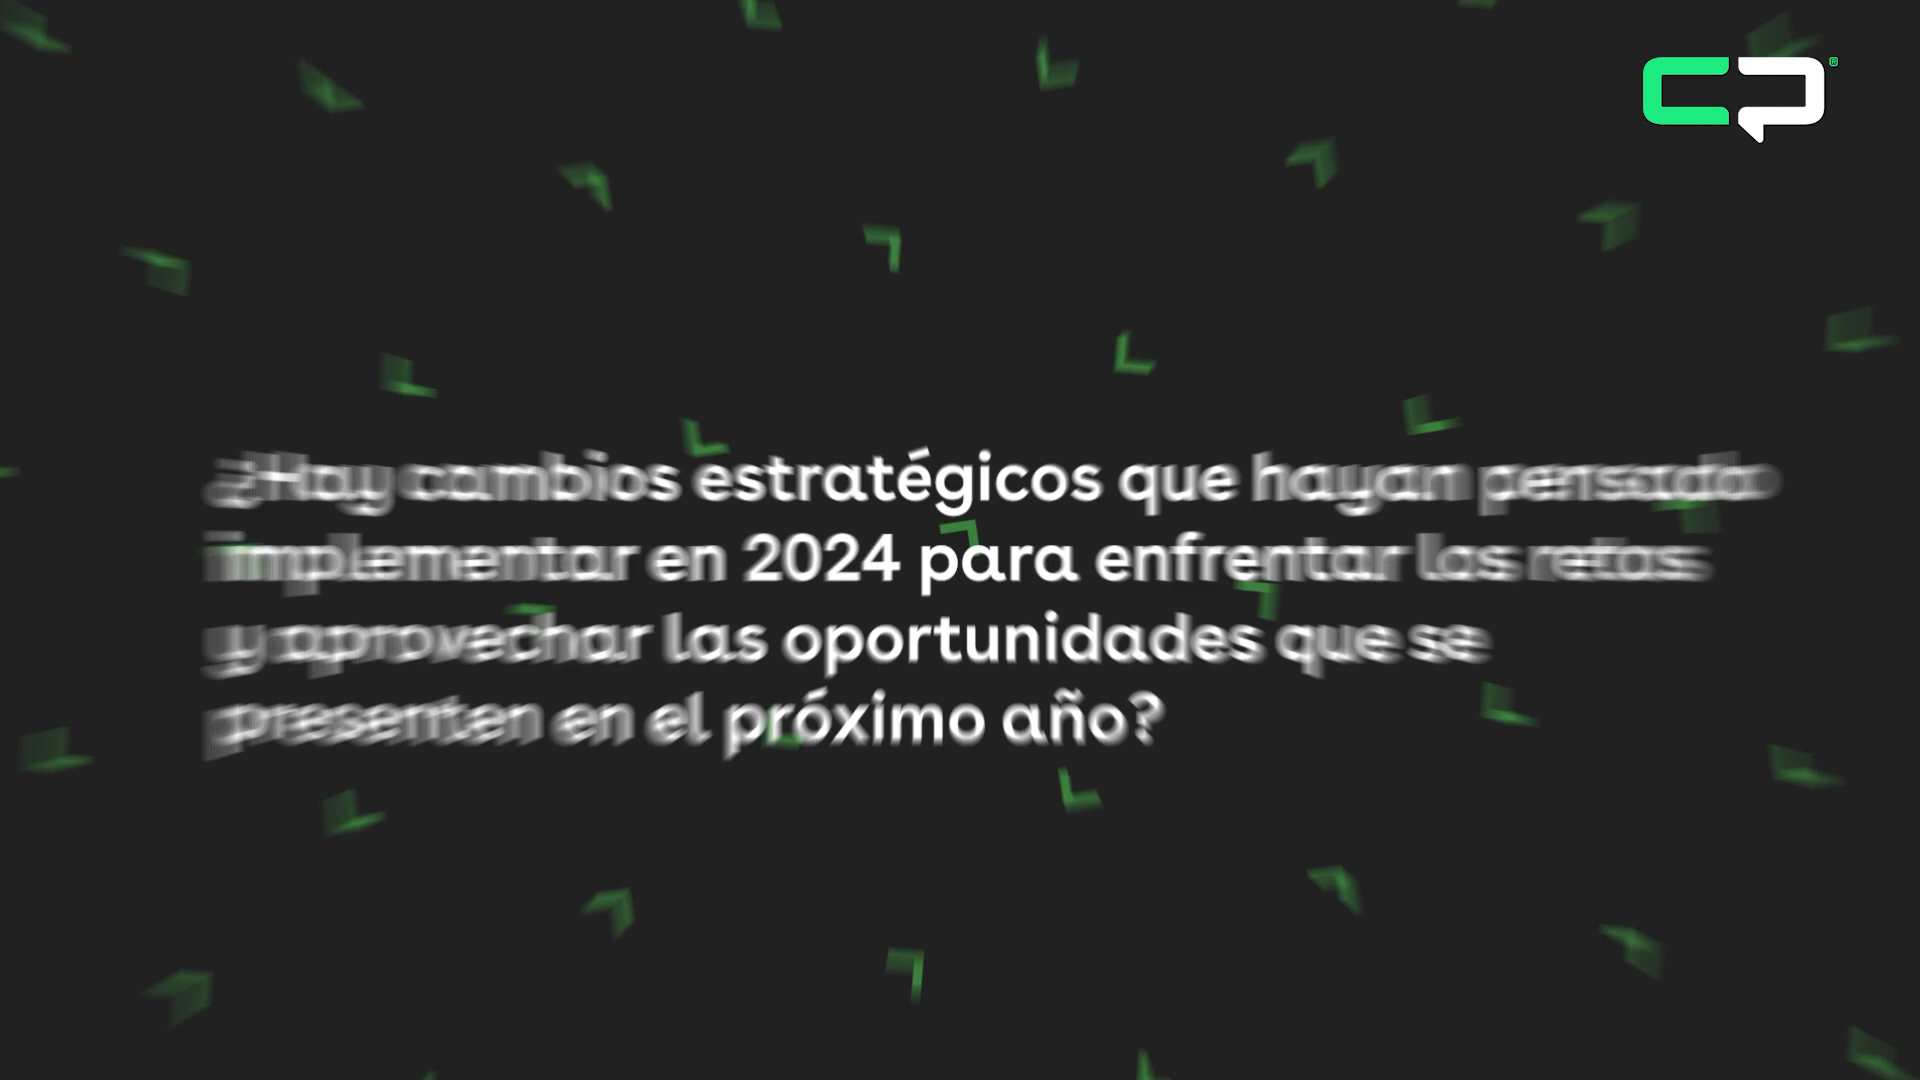 ¿Hay cambios estratégicos que hayan pensado
implementar en 2024 para enfrentar los retos
y aprovechar las oportunidades que se
presenten en el próximo año?